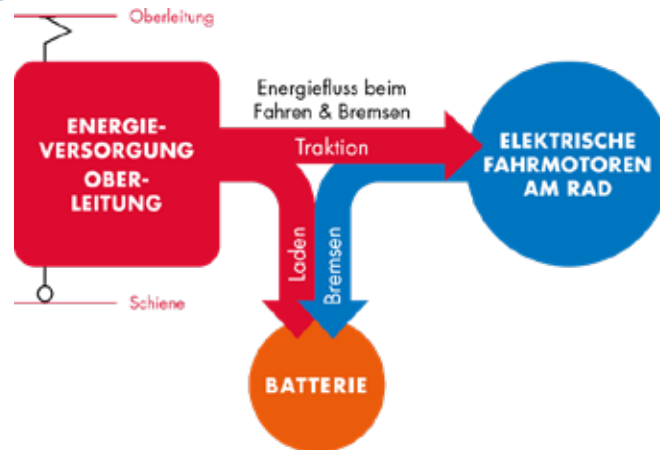 Oberleitung
Energiefluss beim
Fahren & Bremsen
ENERGIE-
VERSORGUNG
OBER-
LEITUNG
Traktion
ELEKTRISCHE
FAHRMOTOREN
AM RAD
Laden
Bremsen
Schiene
BATTERIE